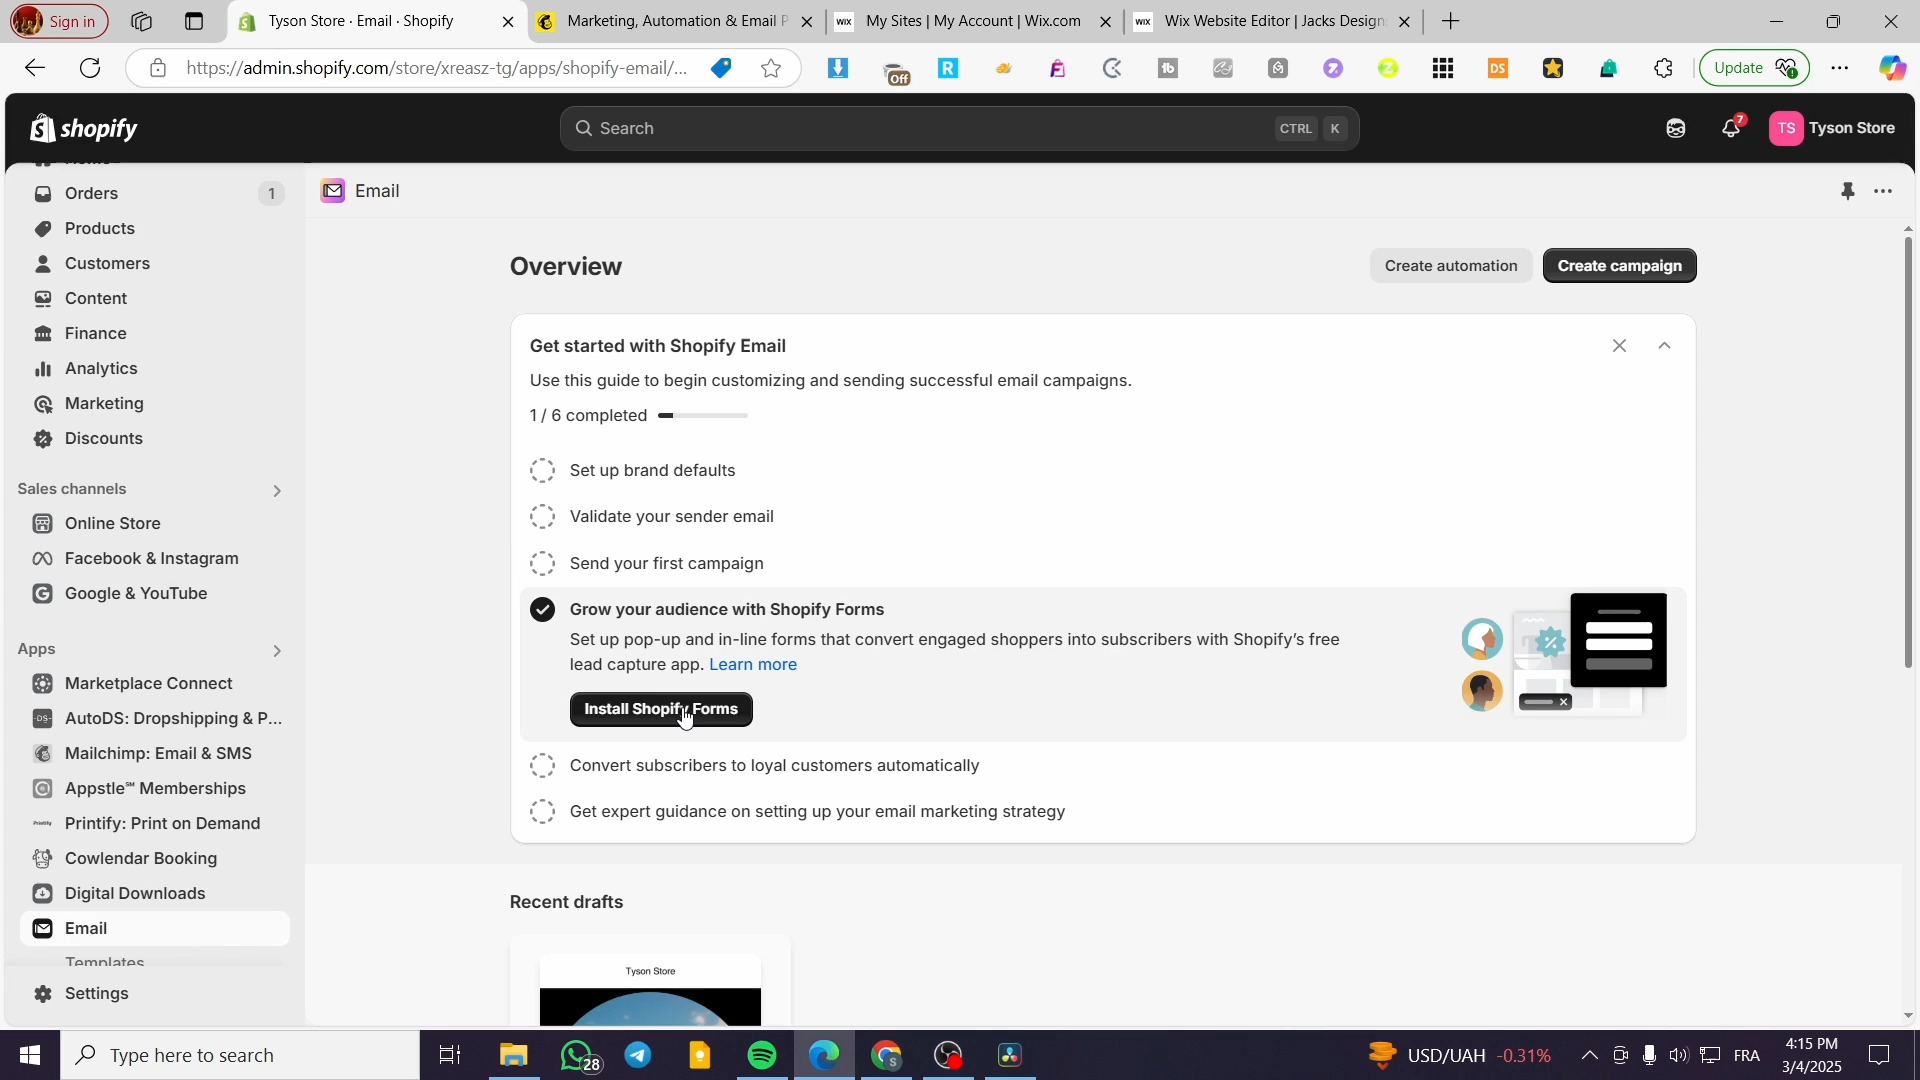 Sign in
Tyson Store · Email · Shopify
Marketing, Automation & Email P
WIX My Sites | My Account | Wix.com
WIX Wix Website Editor | Jacks Design
https://admin.shopify.com/store/xreasz-tg/apps/shopify-email/...
Off
R
1b
DS
Update
shopify
Search
CTRL K
7
TS Tyson Store
Orders 1
Products
Customers
Content
Finance
Analytics
Marketing
Discounts
Sales channels
Online Store
Facebook & Instagram
Google & YouTube
Apps
Marketplace Connect
AutoDS: Dropshipping & P...
Mailchimp: Email & SMS
Appstle℠ Memberships
Printify: Print on Demand
Cowlendar Booking
Digital Downloads
Email
Templates
Settings
Email
Overview
Create automation
Create campaign
Get started with Shopify Email
Use this guide to begin customizing and sending successful email campaigns.
1 / 6 completed
Set up brand defaults
Validate your sender email
Send your first campaign
Grow your audience with Shopify Forms
Set up pop-up and in-line forms that convert engaged shoppers into subscribers with Shopify’s free
lead capture app. Learn more
Install Shopify Forms
Convert subscribers to loyal customers automatically
Get expert guidance on setting up your email marketing strategy
Recent drafts
Tyson Store
Type here to search
28
USD/UAH -0.31%
FRA
4:15 PM
3/4/2025